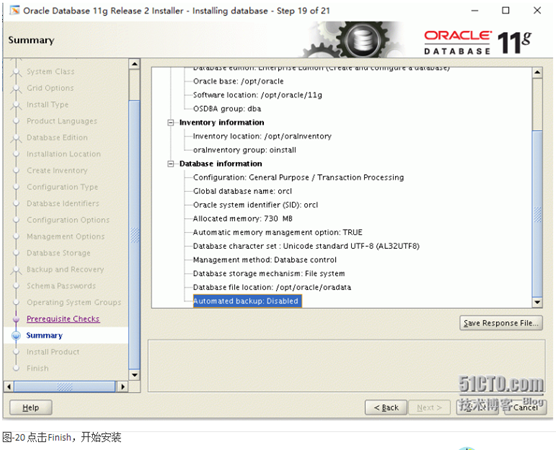 Oracle Database 11g Release 2 Installer - Installing database - Step 19 of 21
Summary
ORACLE
DATABASE 11g
System Class
Grid Options
Install Type
Product Languages
Database Edition
Installation Location
Create Inventory
Configuration Type
Database Identifiers
Configuration Options
Management Options
Database Storage
Backup and Recovery
Schema Passwords
Operating System Groups
Prerequisite Checks
Summary
Install Product
Finish
Database edition: Enterprise Edition (Create and configure a database)
Oracle base: /opt/oracle
Software location: /opt/oracle/11g
OSDBA group: dba
Inventory information
Inventory location: /opt/oraInventory
oraInventory group: oinstall
Database information
Configuration: General Purpose / Transaction Processing
Global database name: orcl
Oracle system identifier (SID): orcl
Allocated memory: 730 MB
Automatic memory management option: TRUE
Database character set : Unicode standard UTF-8 (AL32UTF8)
Management method: Database control
Database storage mechanism: File system
Database file location: /opt/oracle/oradata
Automated backup: Disabled
Save Response File...
51CTO.com
技术博客 Blog
Help
< Back
Next >
Cancel
图-20 点击Finish，开始安装